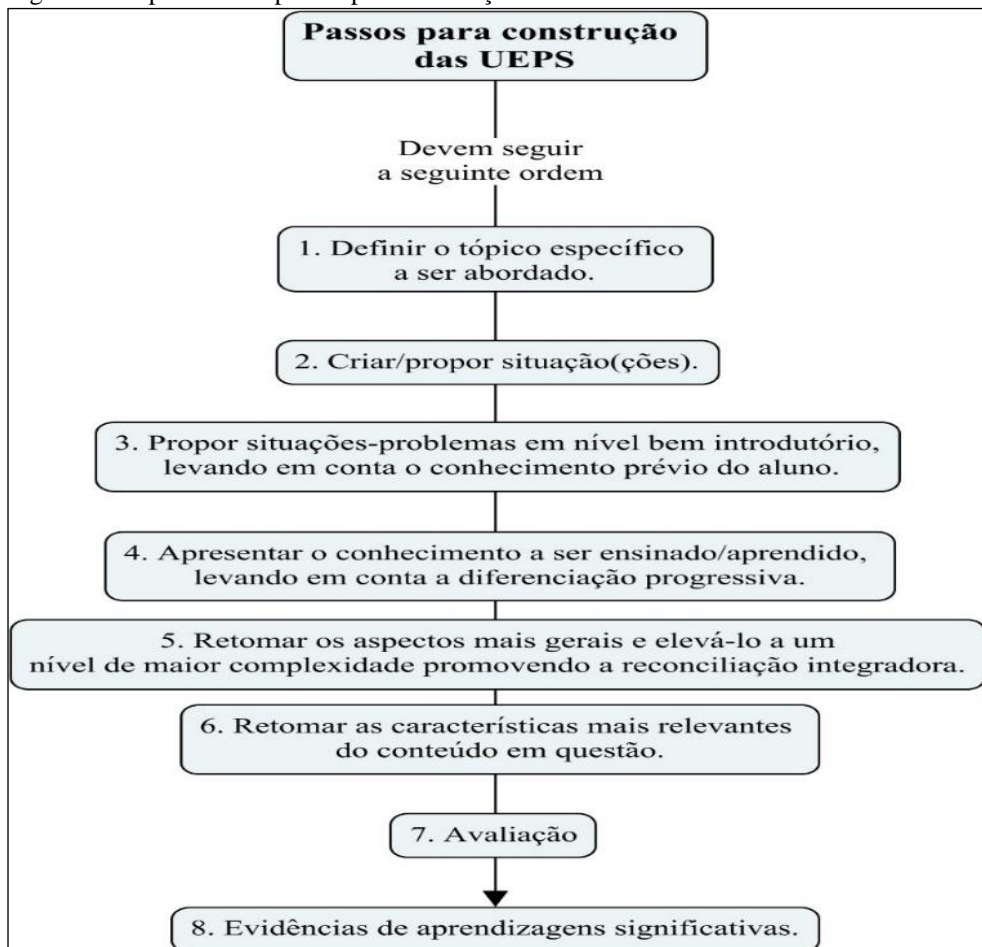 Passos para construção
das UEPS
Devem seguir
a seguinte ordem
1. Definir o tópico específico
a ser abordado.
2. Criar/propor situação(ções).
3. Propor situações-problemas em nível bem introdutório,
levando em conta o conhecimento prévio do aluno.
4. Apresentar o conhecimento a ser ensinado/aprendido,
levando em conta a diferenciação progressiva.
5. Retomar os aspectos mais gerais e elevá-lo a um
nível de maior complexidade promovendo a reconciliação integradora.
6. Retomar as características mais relevantes
do conteúdo em questão.
7. Avaliação
8. Evidências de aprendizagens significativas.